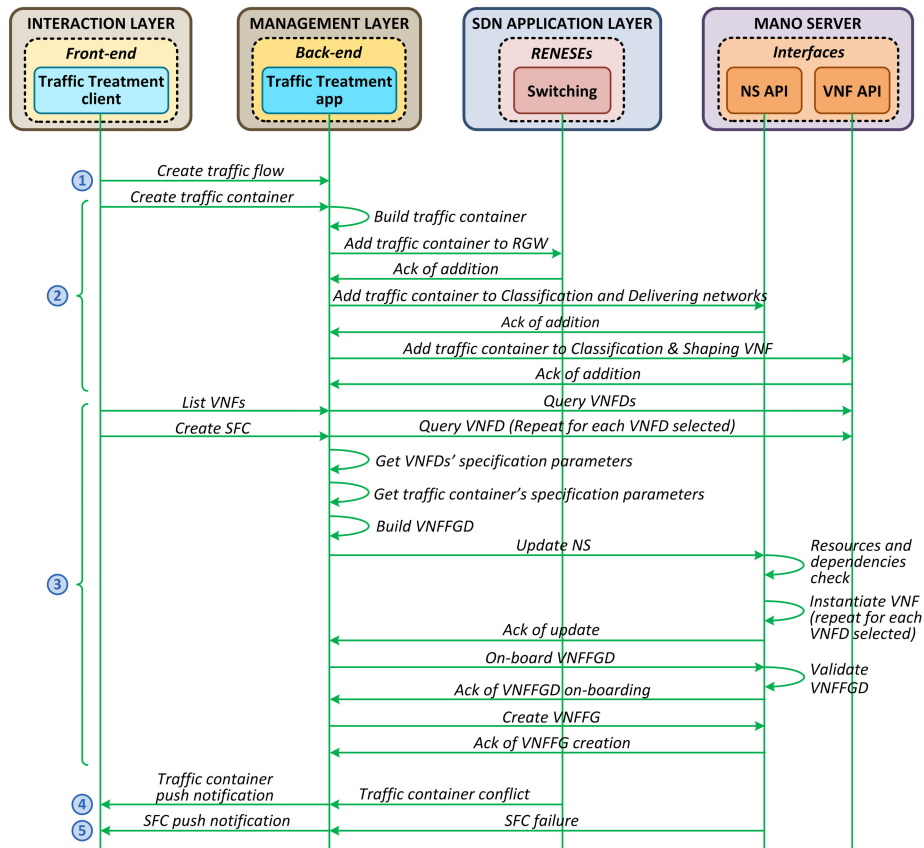 INTERACTION LAYER
Front-end
Traffic Treatment
client
MANAGEMENT LAYER
Back-end
Traffic Treatment
app
SDN APPLICATION LAYER
RENESEs
Switching
MANO SERVER
Interfaces
NS API
VNF API
1
Create traffic flow
2
Create traffic container
Build traffic container
Add traffic container to RGW
Ack of addition
Add traffic container to Classification and Delivering networks
Ack of addition
Add traffic container to Classification & Shaping VNF
Ack of addition
3
List VNFs
Query VNFDs
Create SFC
Query VNFD (Repeat for each VNFD selected)
Get VNFDs’ specification parameters
Get traffic container’s specification parameters
Build VNFFGD
Update NS
Resources and
dependencies
check
Instantiate VNF
(repeat for each
VNFD selected)
Ack of update
On-board VNFFGD
Validate
VNFFGD
Ack of VNFFGD on-boarding
Create VNFFG
Ack of VNFFG creation
4
Traffic container
push notification
Traffic container conflict
5
SFC push notification
SFC failure